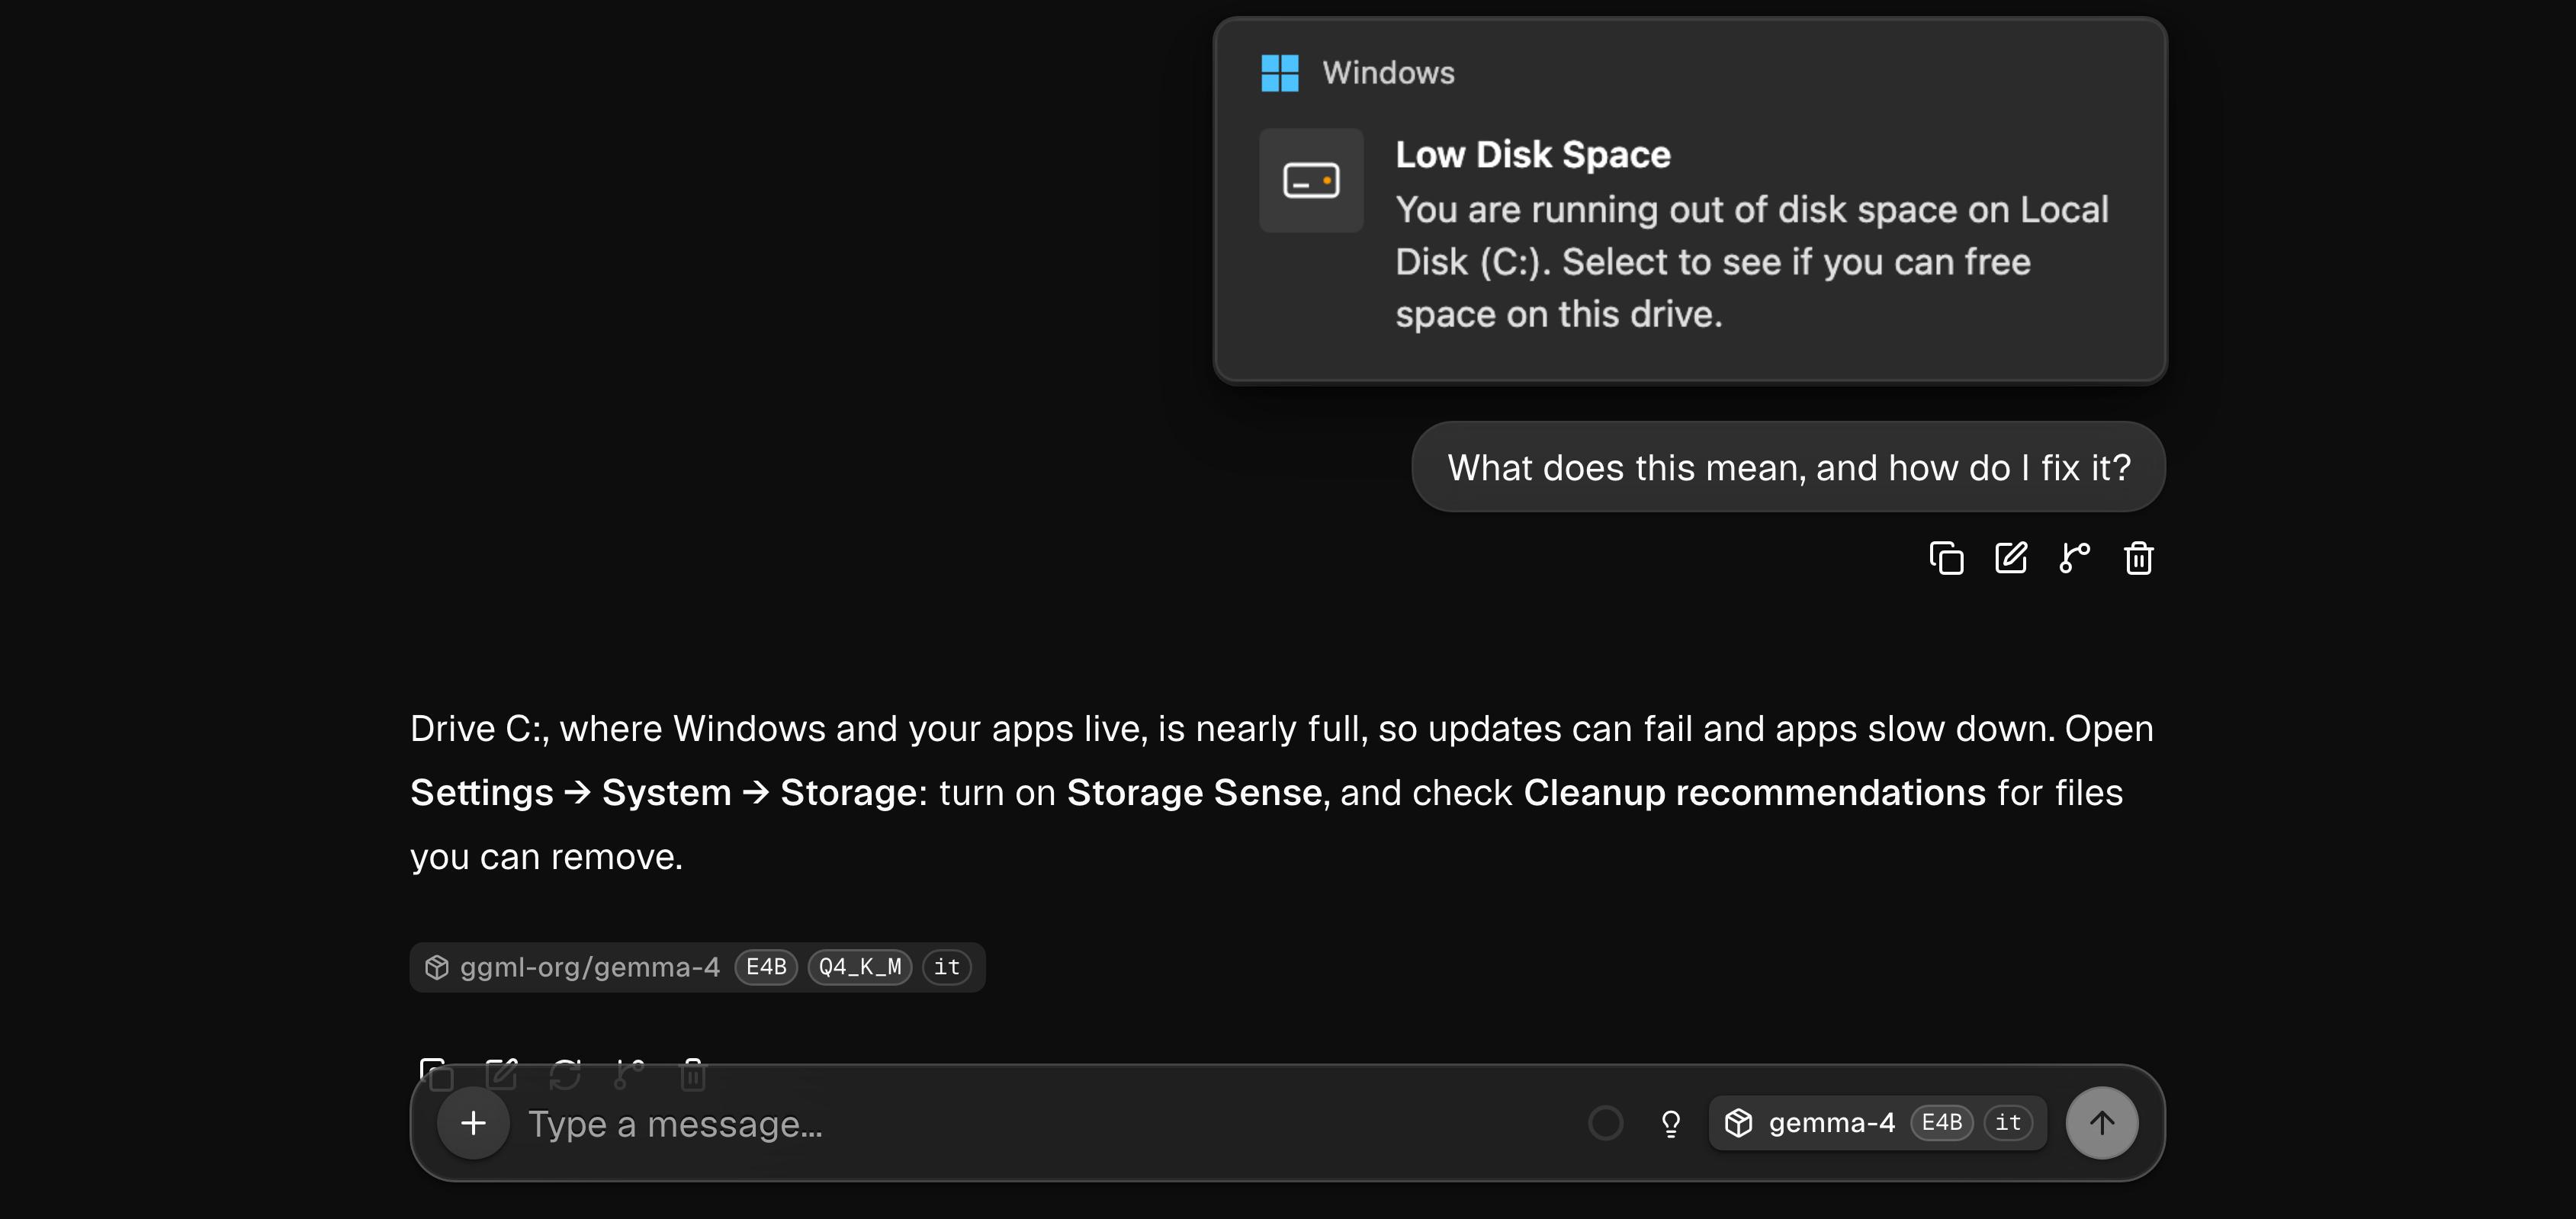 Windows
Low Disk Space
You are running out of disk space on Local
Disk (C:). Select to see if you can free
space on this drive.
What does this mean, and how do I fix it?
Drive C:, where Windows and your apps live, is nearly full, so updates can fail and apps slow down. Open
Settings → System → Storage: turn on Storage Sense, and check Cleanup recommendations for files
you can remove.
ggml-org/gemma-4 E4B Q4_K_M it
Type a message... gemma-4 E4B it